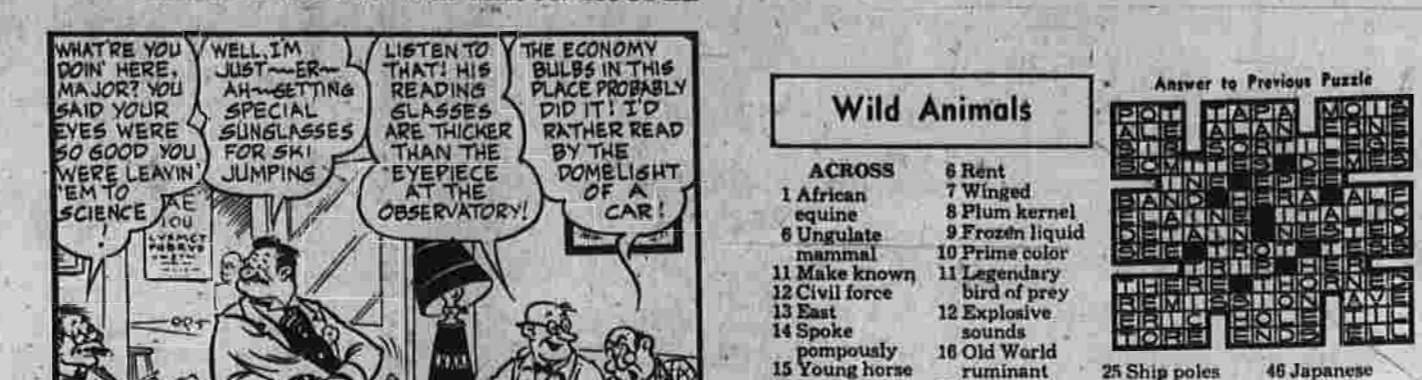 WHAT'RE YOU
DOIN' HERE,
MAJOR? YOU
SAID YOUR
EYES WERE
SO GOOD YOU
WERE LEAVIN'
'EM TO
SCIENCE
!
WELL, I'M
JUST~~ER~
AH~~GETTING
SPECIAL
SUNGLASSES
FOR SKI
JUMPING
LISTEN TO
THAT! HIS
READING
GLASSES
ARE THICKER
THAN THE
EYEPIECE
AT THE
OBSERVATORY!
THE ECONOMY
BULBS IN THIS
PLACE PROBABLY
DID IT! I'D
RATHER READ
BY THE
DOMELIGHT
OF A
CAR!
Wild Animals
ACROSS
1 African
equine
6 Ungulate
mammal
11 Make known
12 Civil force
13 East
14 Spoke
pompously
15 Young horse
6 Rent
7 Winged
8 Plum kernel
9 Frozen liquid
10 Prime color
11 Legendary
bird of prey
12 Explosive
sounds
16 Old World
ruminant
Answer to Previous Puzzle
25 Ship poles
46 Japanese